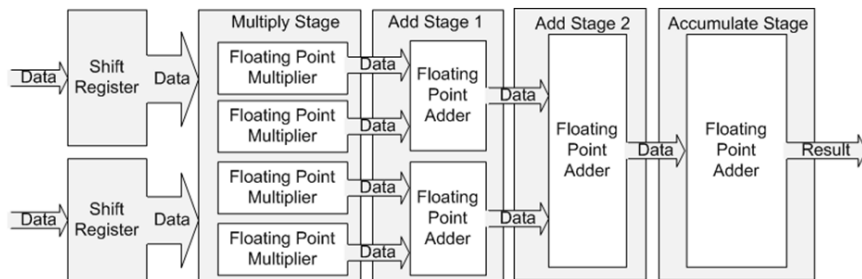 Multiply Stage
Add Stage 1
Add Stage 2
Accumulate Stage
Data
Shift
Register
Data
Floating Point
Multiplier
Data
Floating Point
Multiplier
Data
Floating
Point
Adder
Data
Data
Shift
Register
Data
Floating Point
Multiplier
Data
Floating Point
Multiplier
Data
Floating
Point
Adder
Data
Floating
Point
Adder
Data
Floating
Point
Adder
Result